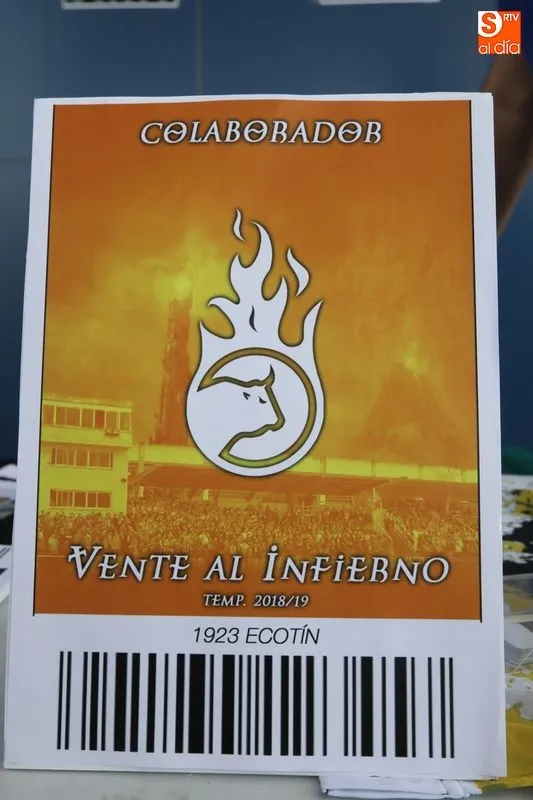 S RTV
al día
COLABORADOR
VENTE AL INFIERNO
TEMP. 2018/19
1923 ECOTÍN